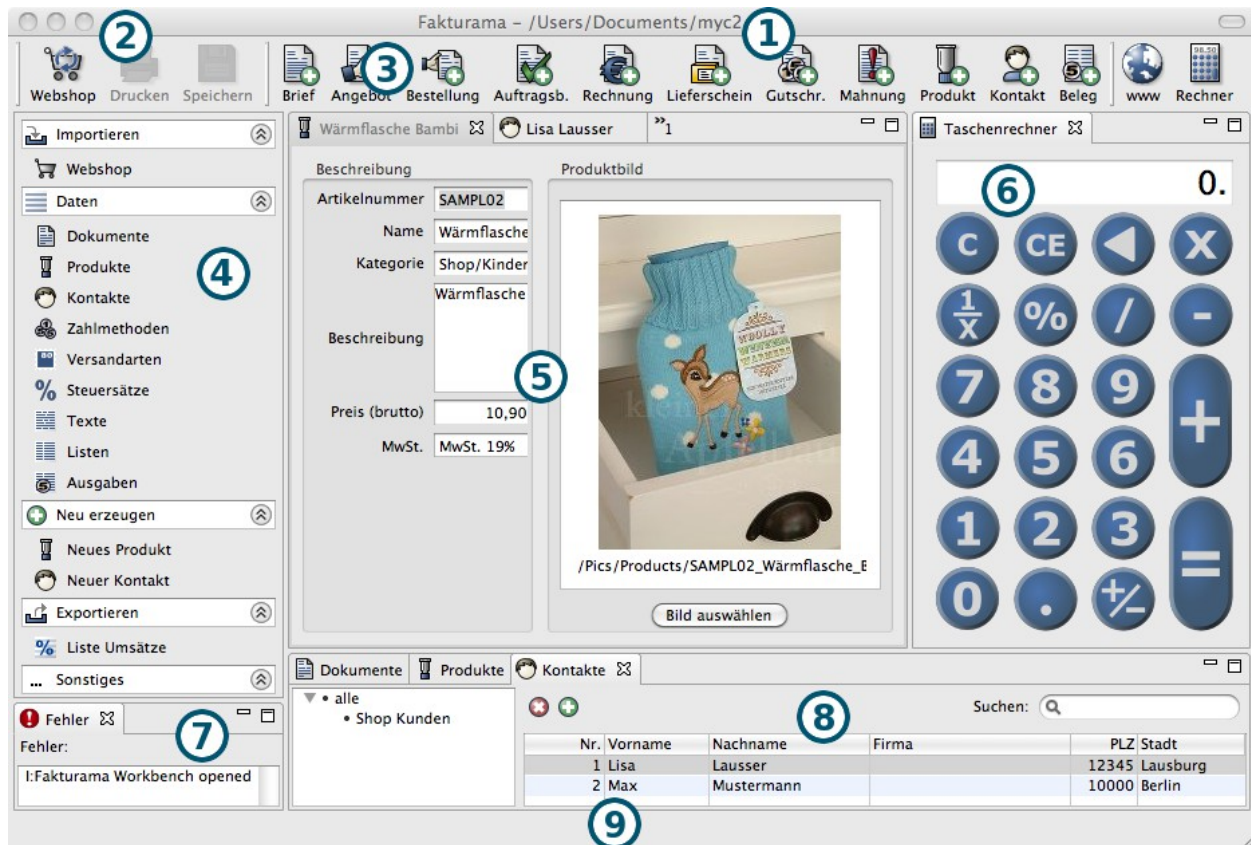 Fakturama – /Users/Documents/myc2
1
2
3
Webshop Drucken Speichern Brief Angebot Bestellung Auftragsb. Rechnung Lieferschein Gutschr. Mahnung Produkt Kontakt Beleg www Rechner
98.50
Importieren
Webshop
Daten
Dokumente
Produkte
Kontakte
4
Zahlmethoden
Versandarten
Steuersätze
Texte
Listen
Ausgaben
Neu erzeugen
Neues Produkt
Neuer Kontakt
Exportieren
Liste Umsätze
... Sonstiges
Fehler
7
Fehler:
I:Fakturama Workbench opened
Wärmflasche Bambi Lisa Lausser »1
Beschreibung
Artikelnummer SAMPL02
Name Wärmflasche
Kategorie Shop/Kinder
Beschreibung Wärmflasche
5
Preis (brutto) 10,90
MwSt. MwSt. 19%
Produktbild
WOOLLY
WARMERS
/Pics/Products/SAMPL02_Wärmflasche_B
Bild auswählen
Taschenrechner
6
0.
C CE X
1/X % / -
7 8 9 +
4 5 6
1 2 3 =
0 . +/-
Dokumente Produkte Kontakte
• alle
• Shop Kunden
8
Suchen:
Nr. Vorname Nachname Firma PLZ Stadt
1 Lisa Lausser 12345 Lausburg
2 Max Mustermann 10000 Berlin
9